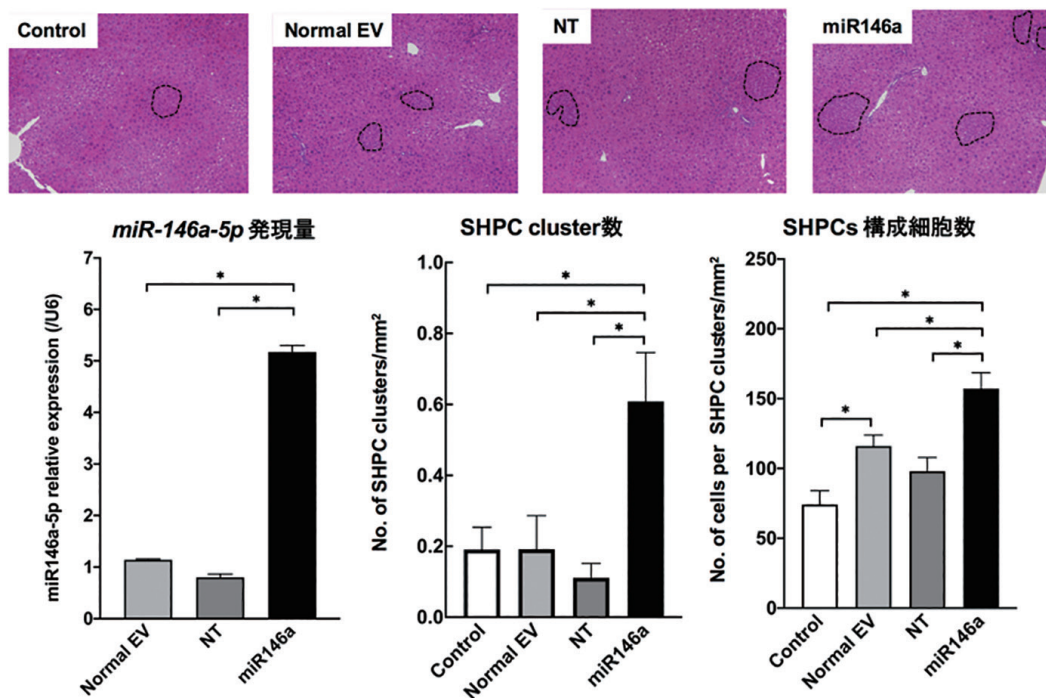 Control
Normal EV
NT
miR146a
miR-146a-5p 発現量
miR146a-5p relative expression (/U6)
7
6
5
4
3
2
1
0
*
*
Normal EV
NT
miR146a
SHPC cluster数
No. of SHPC clusters/mm²
1.0
0.8
0.6
0.4
0.2
0.0
*
*
*
Control
Normal EV
NT
miR146a
SHPCs 構成細胞数
No. of cells per SHPC clusters/mm²
250
200
150
100
50
0
*
*
*
*
Control
Normal EV
NT
miR146a